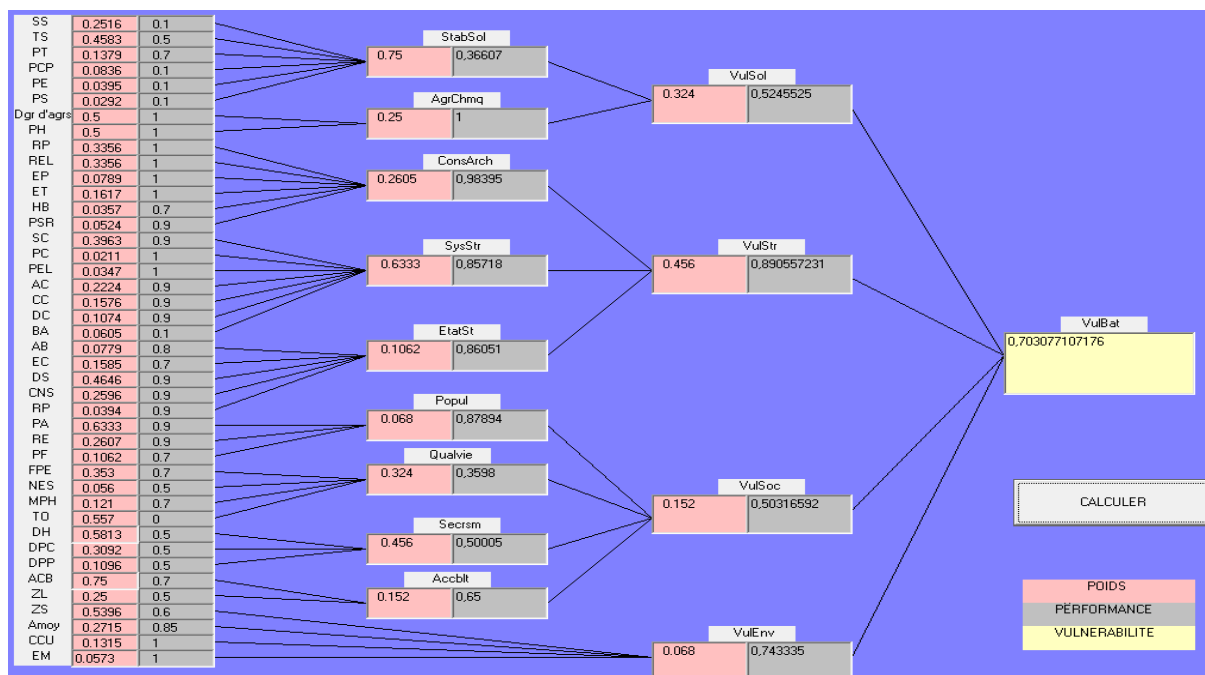 SS 0.2516 0.1
TS 0.4583 0.5
PT 0.1379 0.7
PCP 0.0836 0.1
PE 0.0395 0.1
PS 0.0292 0.1
Dgr d'agrs 0.5 1
PH 0.5 1
RP 0.3356 1
REL 0.3356 1
EP 0.0789 1
ET 0.1617 1
HB 0.0357 0.7
PSR 0.0524 0.9
SC 0.3963 0.9
PC 0.0211 1
PEL 0.0347 1
AC 0.2224 0.9
CC 0.1576 0.9
DC 0.1074 0.9
BA 0.0605 0.1
AB 0.0779 0.8
EC 0.1585 0.7
DS 0.4646 0.9
CNS 0.2596 0.9
RP 0.0394 0.9
PA 0.6333 0.9
RE 0.2607 0.9
PF 0.1062 0.7
FPE 0.353 0.7
NES 0.056 0.5
MPH 0.121 0.7
TO 0.557 0
DH 0.5813 0.5
DPC 0.3092 0.5
DPP 0.1096 0.5
ACB 0.75 0.7
ZL 0.25 0.5
ZS 0.5396 0.6
Amoy 0.2715 0.85
CCU 0.1315 1
EM 0.0573 1
StabSol
0.75 0,36607
AgrChmq
0.25 1
ConsArch
0.2605 0,98395
SysStr
0.6333 0,85718
EtatSt
0.1062 0,86051
Popul
0.068 0,87894
Qualvie
0.324 0,3598
Secrsm
0.456 0,50005
Accblt
0.152 0,65
VulSol
0.324 0,5245525
VulStr
0.456 0,890557231
VulSoc
0.152 0,50316592
VulEnv
0.068 0,743335
VulBat
0,703077107176
CALCULER
POIDS
PERFORMANCE
VULNERABILITE